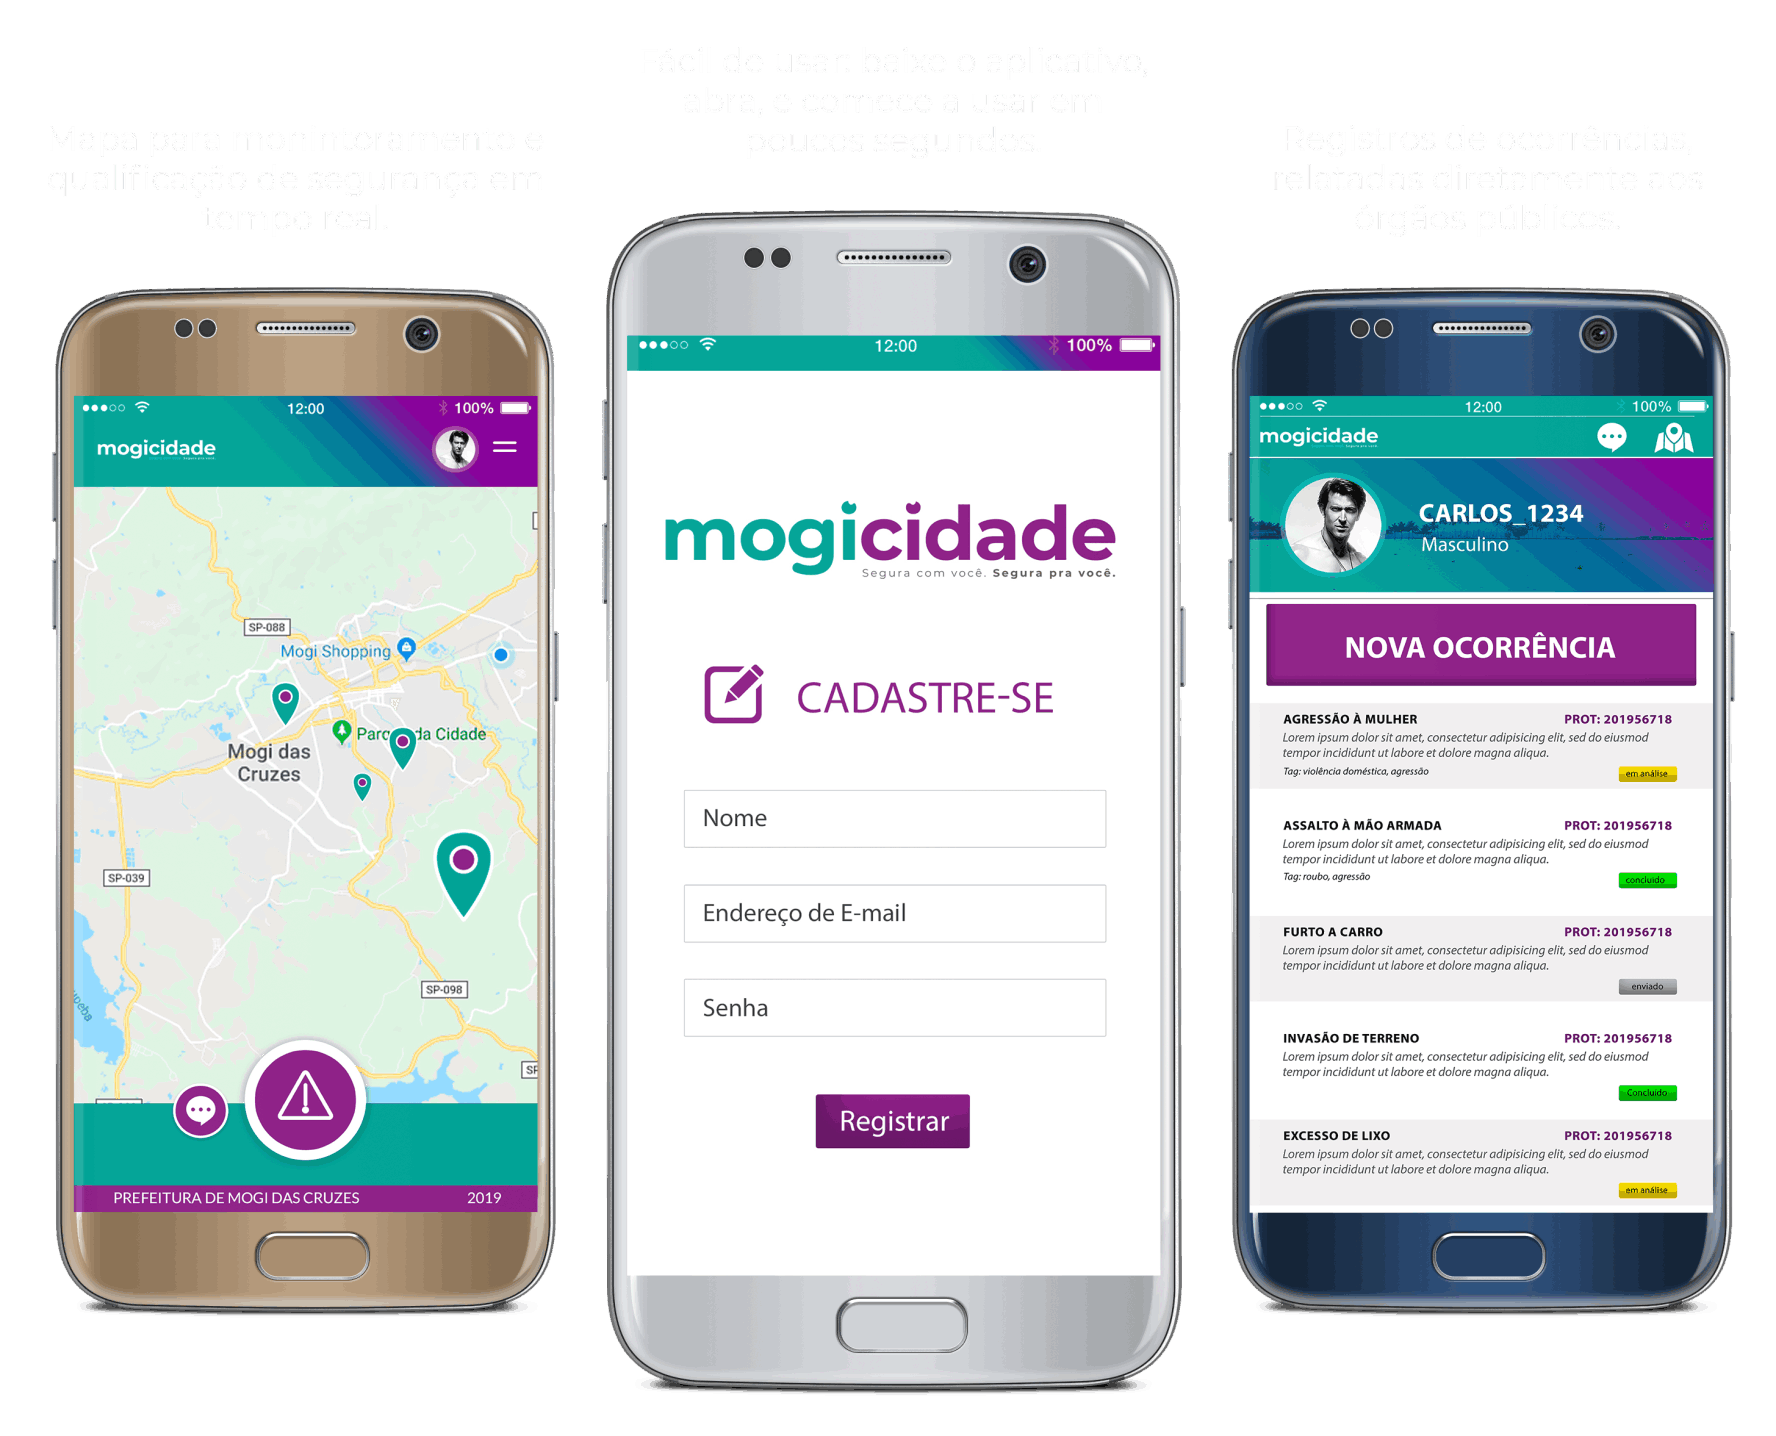 Fácil de usar: baixe o aplicativo,
abra, e comece a usar em
poucos segundos.
Mapa para monintoramento e
qualificação de segurança em
tempo real.
Registros de ocorrências,
relatadas diretamente aos
órgãos públicos.
12:00
100%
mogicidade
SP-088
Mogi Shopping
Parque da Cidade
Mogi das
Cruzes
SP-039
SP-098
PREFEITURA DE MOGI DAS CRUZES 2019
12:00
100%
mogicidade
Segura com você. Segura pra você.
CADASTRE-SE
Nome
Endereço de E-mail
Senha
Registrar
12:00
100%
mogicidade
CARLOS_1234
Masculino
NOVA OCORRÊNCIA
AGRESSÃO À MULHER PROT: 201956718
Lorem ipsum dolor sit amet, consectetur adipisicing elit, sed do eiusmod
tempor incididunt ut labore et dolore magna aliqua.
Tag: violência doméstica, agressão
em análise
ASSALTO À MÃO ARMADA PROT: 201956718
Lorem ipsum dolor sit amet, consectetur adipisicing elit, sed do eiusmod
tempor incididunt ut labore et dolore magna aliqua.
Tag: roubo, agressão
concluido
FURTO A CARRO PROT: 201956718
Lorem ipsum dolor sit amet, consectetur adipisicing elit, sed do eiusmod
tempor incididunt ut labore et dolore magna aliqua.
enviado
INVASÃO DE TERRENO PROT: 201956718
Lorem ipsum dolor sit amet, consectetur adipisicing elit, sed do eiusmod
tempor incididunt ut labore et dolore magna aliqua.
Concluido
EXCESSO DE LIXO PROT: 201956718
Lorem ipsum dolor sit amet, consectetur adipisicing elit, sed do eiusmod
tempor incididunt ut labore et dolore magna aliqua.
em análise